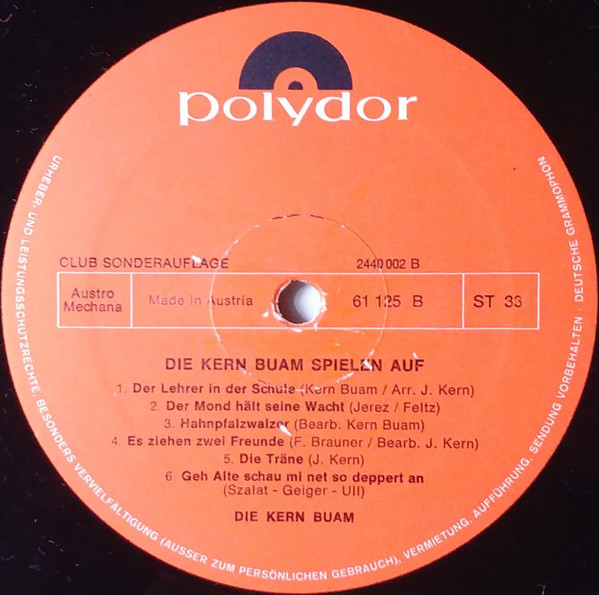 polydor
CLUB SONDERAUFLAGE 2440 002 B
Austro Mechana Made in Austria 61 125 B ST 33
DIE KERN BUAM SPIELEN AUF
1. Der Lehrer in der Schule (Kern Buam / Arr. J. Kern)
2. Der Mond hält seine Wacht (Jerez / Feltz)
3. Hahnpfalzwalzer (Bearb. Kern Buam)
4. Es ziehen zwei Freunde (F. Brauner / Bearb. J. Kern)
5. Die Träne (J. Kern)
6 Geh Alte schau mi net so deppert an
(Szalat - Geiger - Ull)
DIE KERN BUAM
URHEBER- UND LEISTUNGSSCHUTZRECHTE, BESONDERS VERVIELFÄLTIGUNG (AUSSER ZUM PERSÖNLICHEN GEBRAUCH), VERMIETUNG, AUFFÜHRUNG, SENDUNG VORBEHALTEN · DEUTSCHE GRAMMOPHON